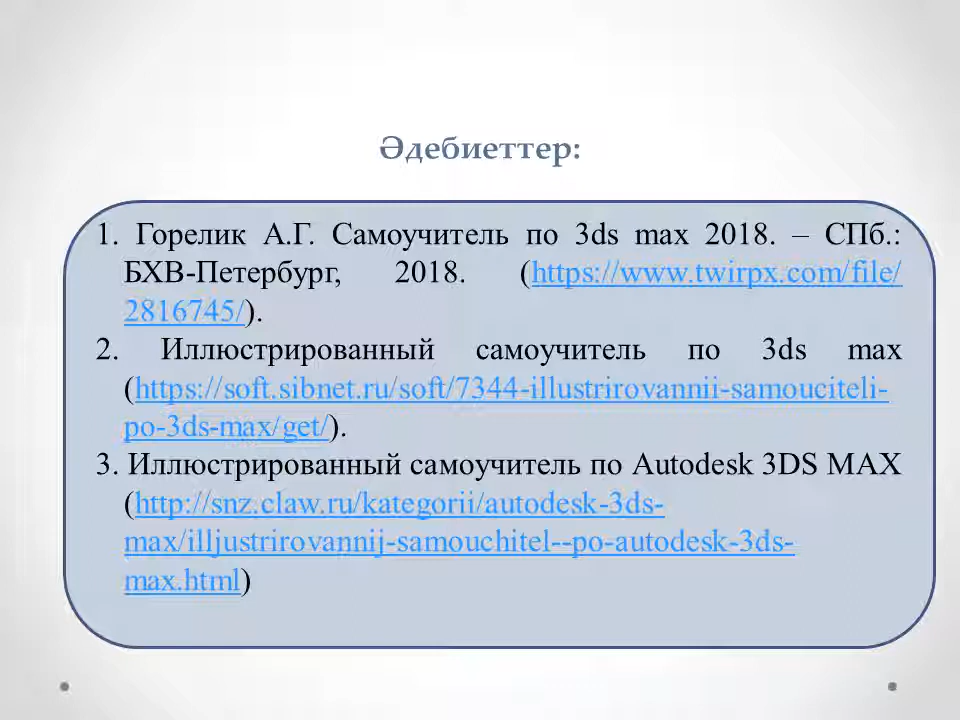 Әдебиеттер:
1. Горелик А.Г. Самоучитель по 3ds max 2018. – СПб.:
БХВ-Петербург, 2018. (https://www.twirpx.com/file/
2816745/).
2. Иллюстрированный самоучитель по 3ds max
(https://soft.sibnet.ru/soft/7344-illustrirovannii-samouciteli-
po-3ds-max/get/).
3. Иллюстрированный самоучитель по Autodesk 3DS MAX
(http://snz.claw.ru/kategorii/autodesk-3ds-
max/illjustrirovannij-samouchitel--po-autodesk-3ds-
max.html)